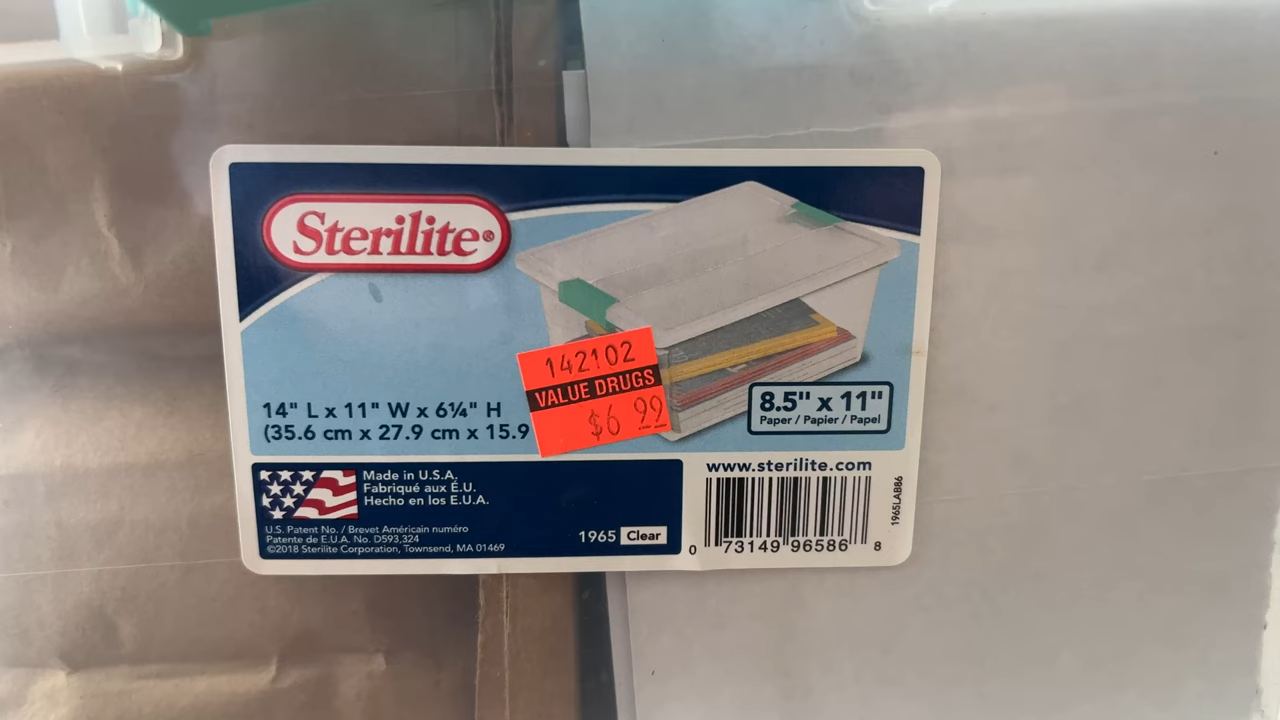 Sterilite®
142102
VALUE DRUGS
$6 99
14" L x 11" W x 6¼" H
(35.6 cm x 27.9 cm x 15.9
8.5" x 11"
Paper / Papier / Papel
Made in U.S.A.
Fabriqué aux É.U.
Hecho en los E.U.A.
U.S. Patent No. / Brevet Américain numéro
Patente de E.U.A. No. D593,324
©2018 Sterilite Corporation, Townsend, MA 01469
1965 Clear
www.sterilite.com
0 73149 96586 8
1965LAB86